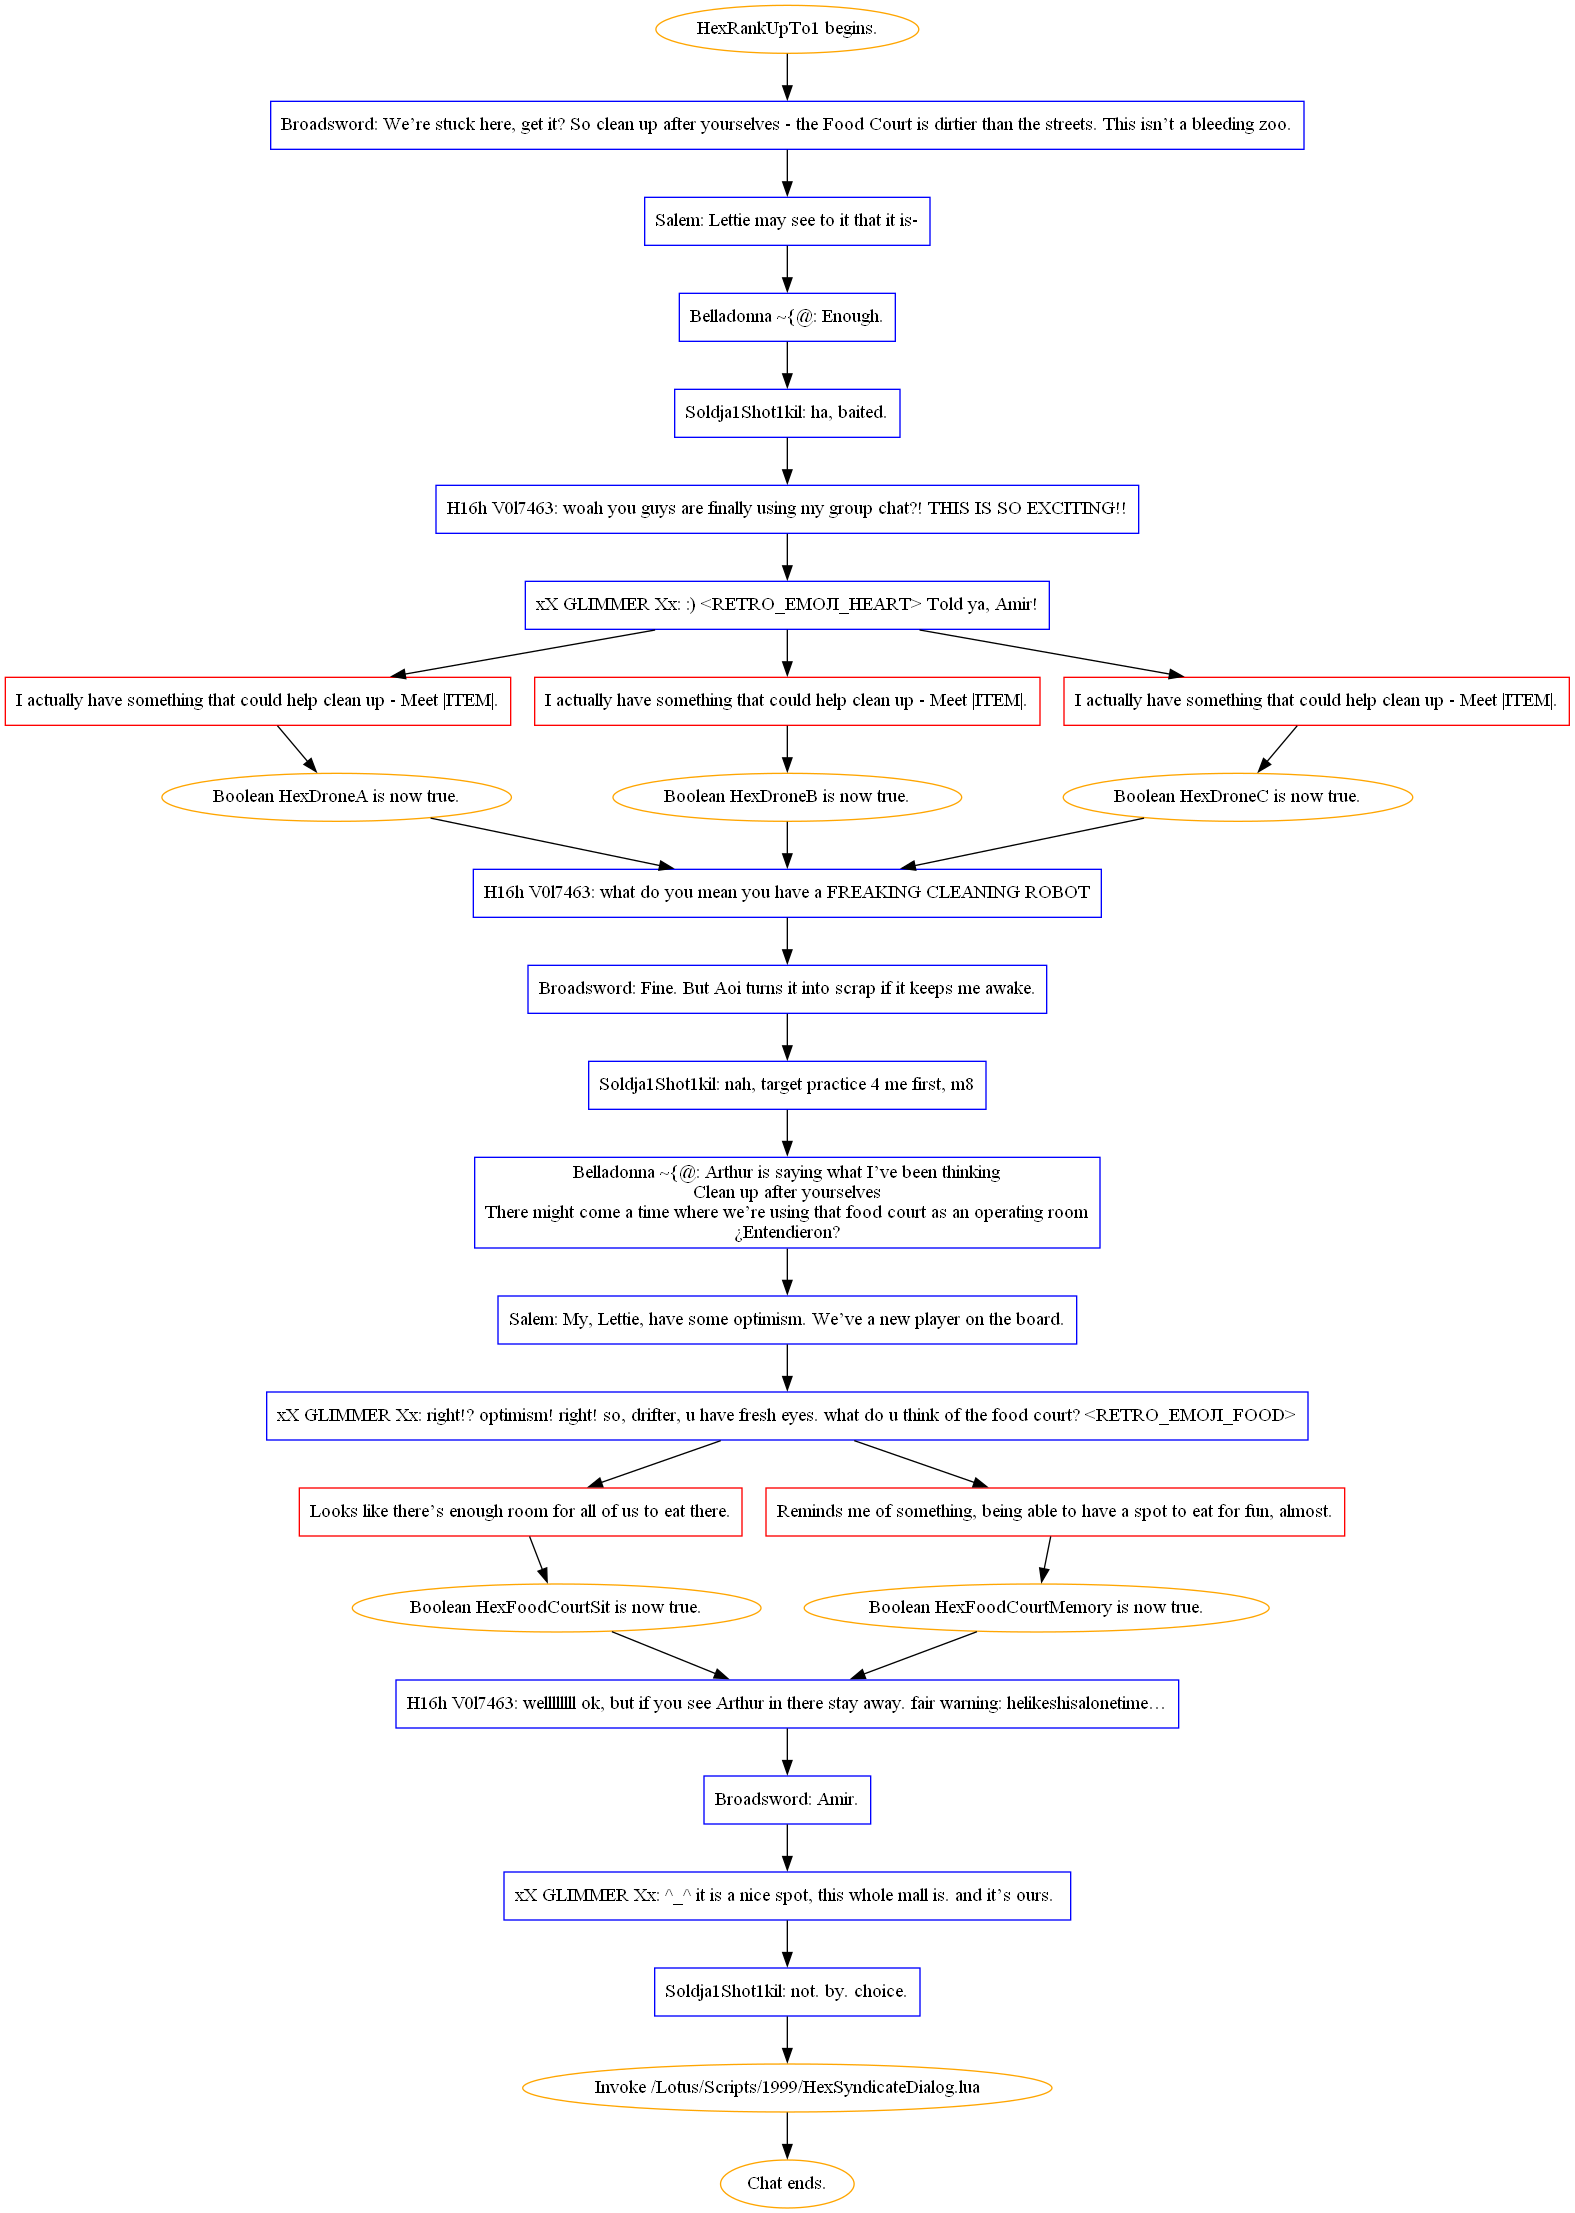 HexRankUpTo1 begins.
Broadsword: We’re stuck here, get it? So clean up after yourselves - the Food Court is dirtier than the streets. This isn’t a bleeding zoo.
Salem: Lettie may see to it that it is-
Belladonna ~{@: Enough.
Soldja1Shot1kil: ha, baited.
H16h V0l7463: woah you guys are finally using my group chat?! THIS IS SO EXCITING!!
xX GLIMMER Xx: :) <RETRO_EMOJI_HEART> Told ya, Amir!
I actually have something that could help clean up - Meet |ITEM|.
I actually have something that could help clean up - Meet |ITEM|.
I actually have something that could help clean up - Meet |ITEM|.
Boolean HexDroneA is now true.
Boolean HexDroneB is now true.
Boolean HexDroneC is now true.
H16h V0l7463: what do you mean you have a FREAKING CLEANING ROBOT
Broadsword: Fine. But Aoi turns it into scrap if it keeps me awake.
Soldja1Shot1kil: nah, target practice 4 me first, m8
Belladonna ~{@: Arthur is saying what I’ve been thinking
Clean up after yourselves
There might come a time where we’re using that food court as an operating room
¿Entendieron?
Salem: My, Lettie, have some optimism. We’ve a new player on the board.
xX GLIMMER Xx: right!? optimism! right! so, drifter, u have fresh eyes. what do u think of the food court? <RETRO_EMOJI_FOOD>
Looks like there’s enough room for all of us to eat there.
Reminds me of something, being able to have a spot to eat for fun, almost.
Boolean HexFoodCourtSit is now true.
Boolean HexFoodCourtMemory is now true.
H16h V0l7463: wellllllll ok, but if you see Arthur in there stay away. fair warning: helikeshisalonetime…
Broadsword: Amir.
xX GLIMMER Xx: ^_^ it is a nice spot, this whole mall is. and it’s ours.
Soldja1Shot1kil: not. by. choice.
Invoke /Lotus/Scripts/1999/HexSyndicateDialog.lua
Chat ends.